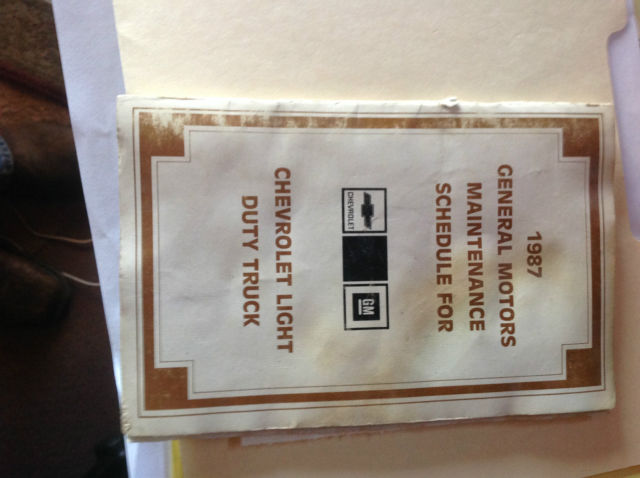 1987
GENERAL MOTORS
MAINTENANCE
SCHEDULE FOR
CHEVROLET
GM
CHEVROLET LIGHT
DUTY TRUCK